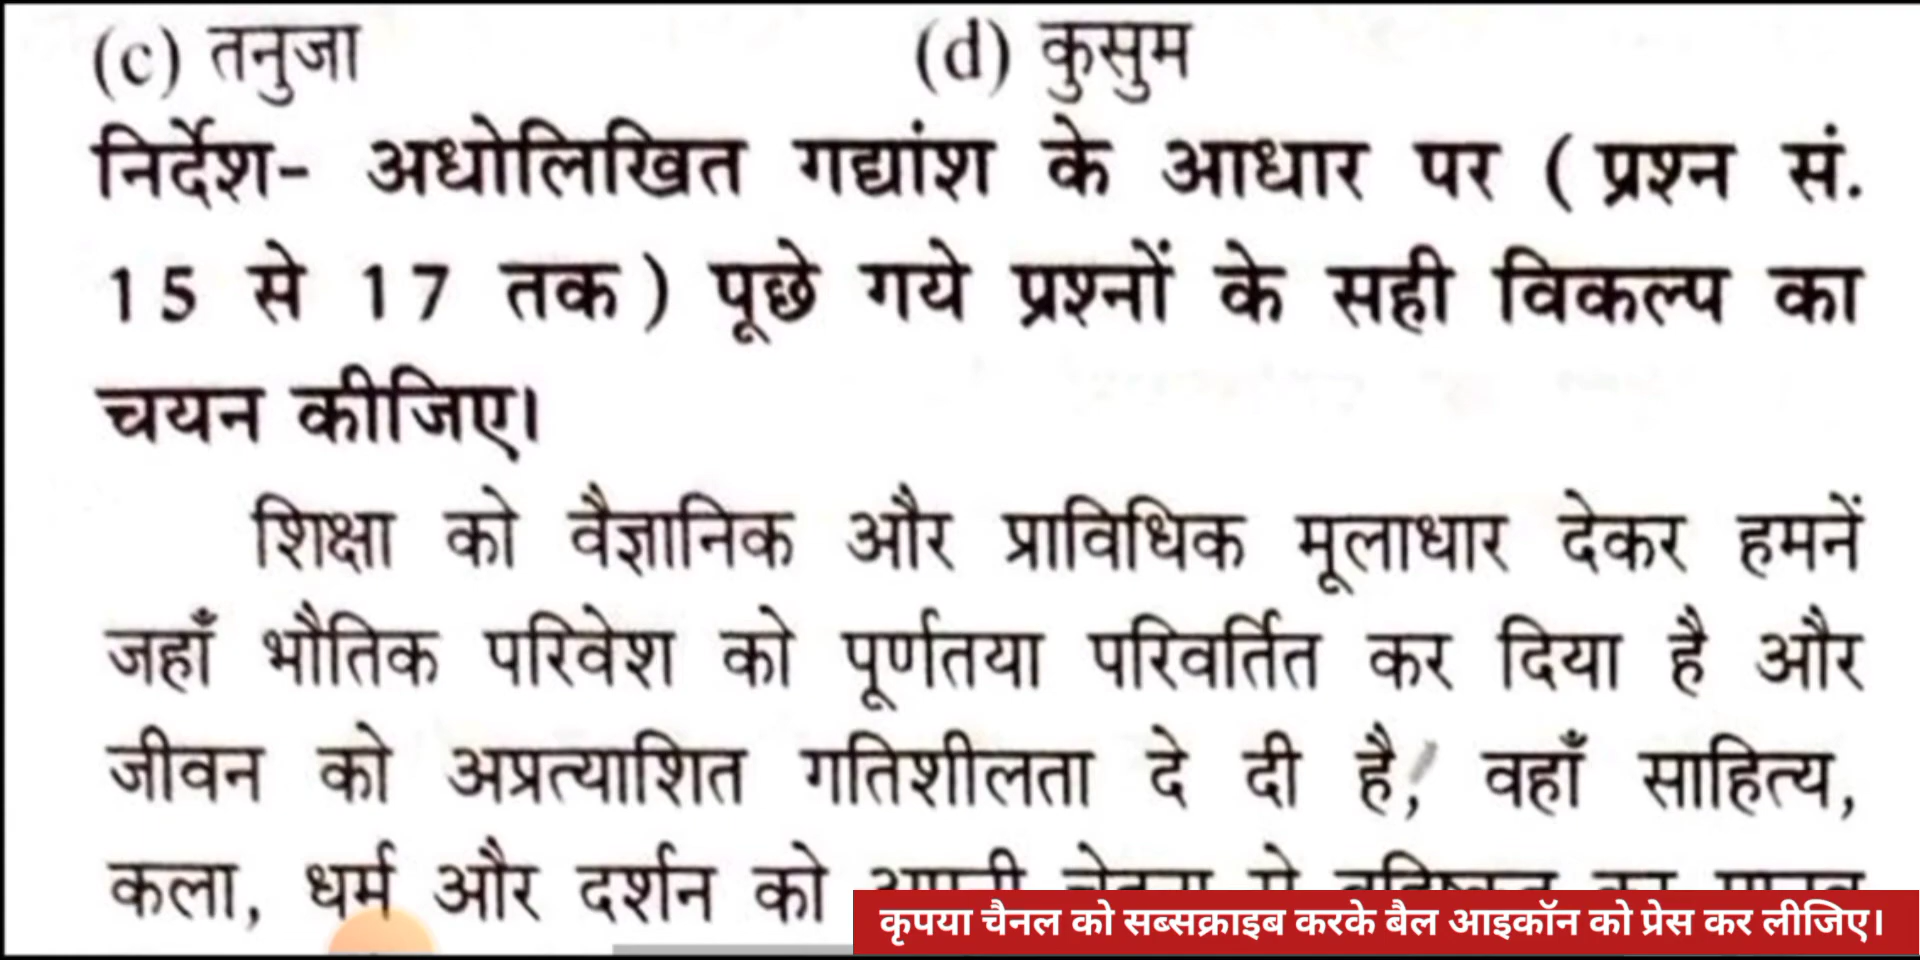 (c) तनुजा (d) कुसुम
निर्देश- अधोलिखित गद्यांश के आधार पर ( प्रश्न सं.
15 से 17 तक ) पूछे गये प्रश्नों के सही विकल्प का
चयन कीजिए।
शिक्षा को वैज्ञानिक और प्राविधिक मूलाधार देकर हमनें
जहाँ भौतिक परिवेश को पूर्णतया परिवर्तित कर दिया है और
जीवन को अप्रत्याशित गतिशीलता दे दी है, वहाँ साहित्य,
कला, धर्म और दर्शन को
कृपया चैनल को सब्सक्राइब करके बैल आइकॉन को प्रेस कर लीजिए।